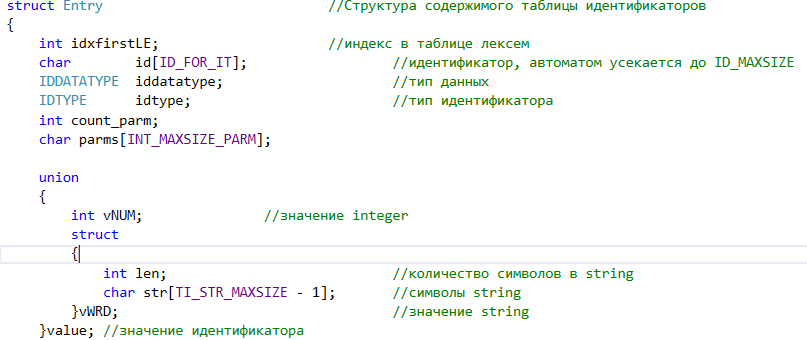 struct Entry //Структура содержимого таблицы идентификаторов
{
int idxfirstLE; //индекс в таблице лексем
char id[ID_FOR_IT]; //идентификатор, автоматом усекается до ID_MAXSIZE
IDDATATYPE iddatatype; //тип данных
IDTYPE idtype; //тип идентификатора
int count_parm;
char parms[INT_MAXSIZE_PARM];
union
{
int vNUM; //значение integer
struct
{
int len; //количество символов в string
char str[TI_STR_MAXSIZE - 1]; //символы string
}vWRD; //значение string
}value; //значение идентификатора